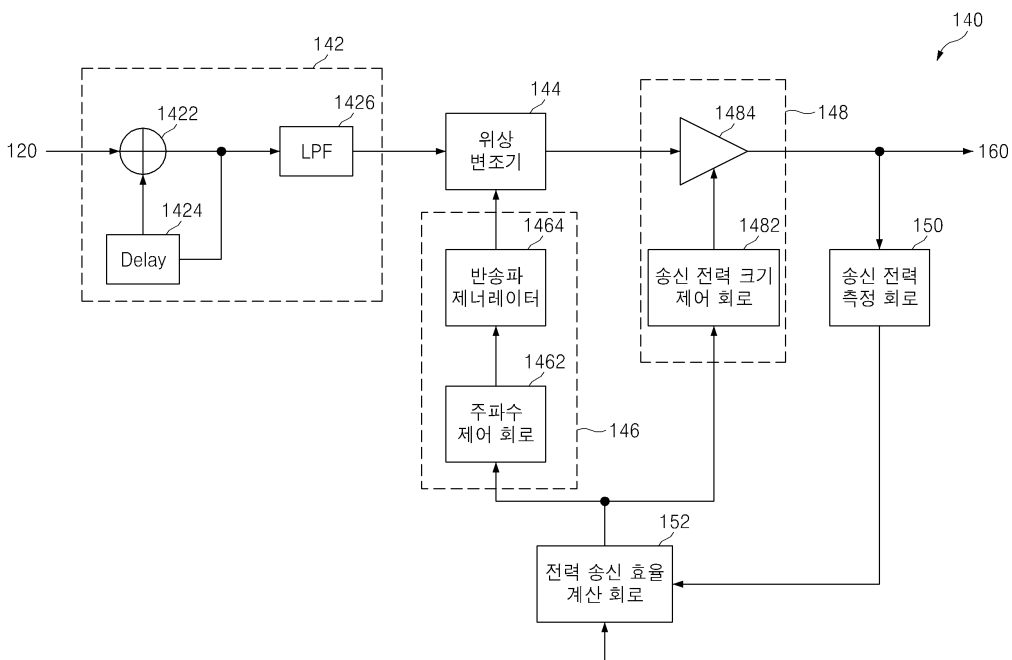 140
142
1422
1426
144
1484
148
120
LPF
위상
변조기
160
1424
Delay
1464
반송파
제너레이터
1482
송신 전력 크기
제어 회로
150
송신 전력
측정 회로
1462
주파수
제어 회로
146
152
전력 송신 효율
계산 회로